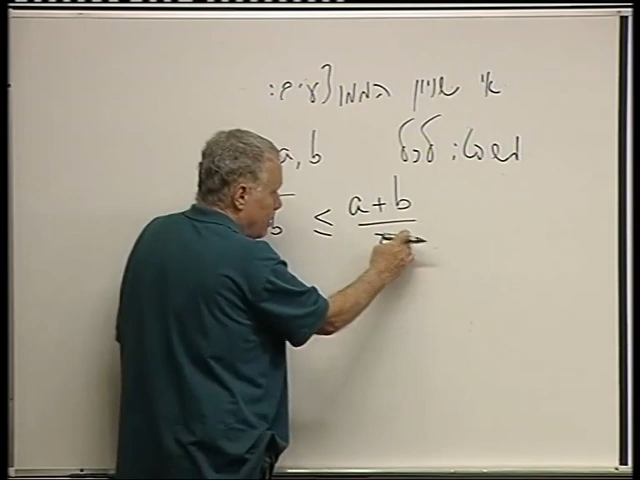 אי שוויון הממוצעים:
משפט: לכל a, b
b ≤ a+b